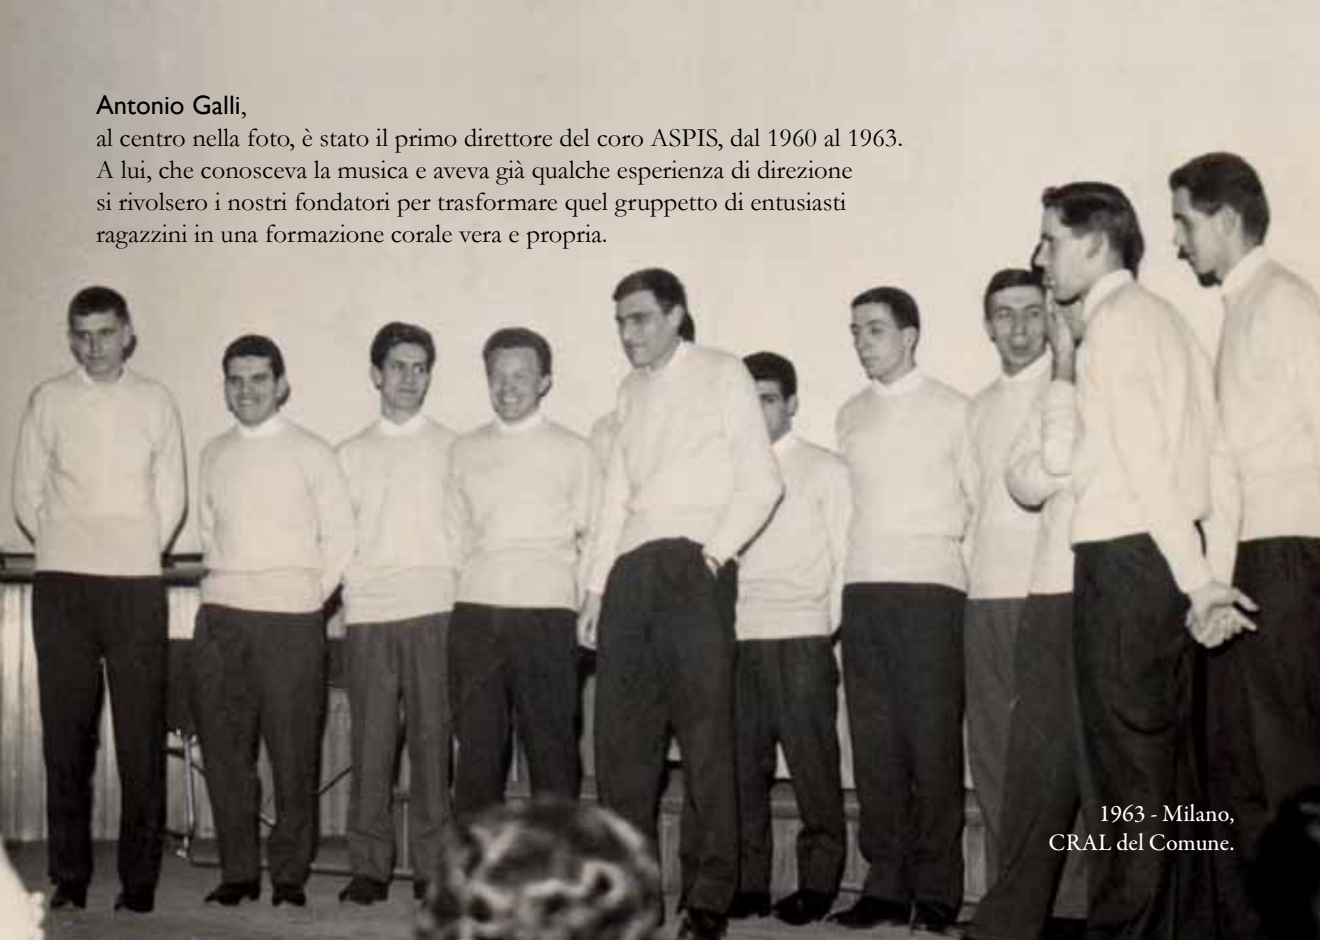 Antonio Galli,
al centro nella foto, è stato il primo direttore del coro ASPIS, dal 1960 al 1963.
A lui, che conosceva la musica e aveva già qualche esperienza di direzione
si rivolsero i nostri fondatori per trasformare quel gruppetto di entusiasti
ragazzini in una formazione corale vera e propria.
1963 - Milano,
CRAL del Comune.